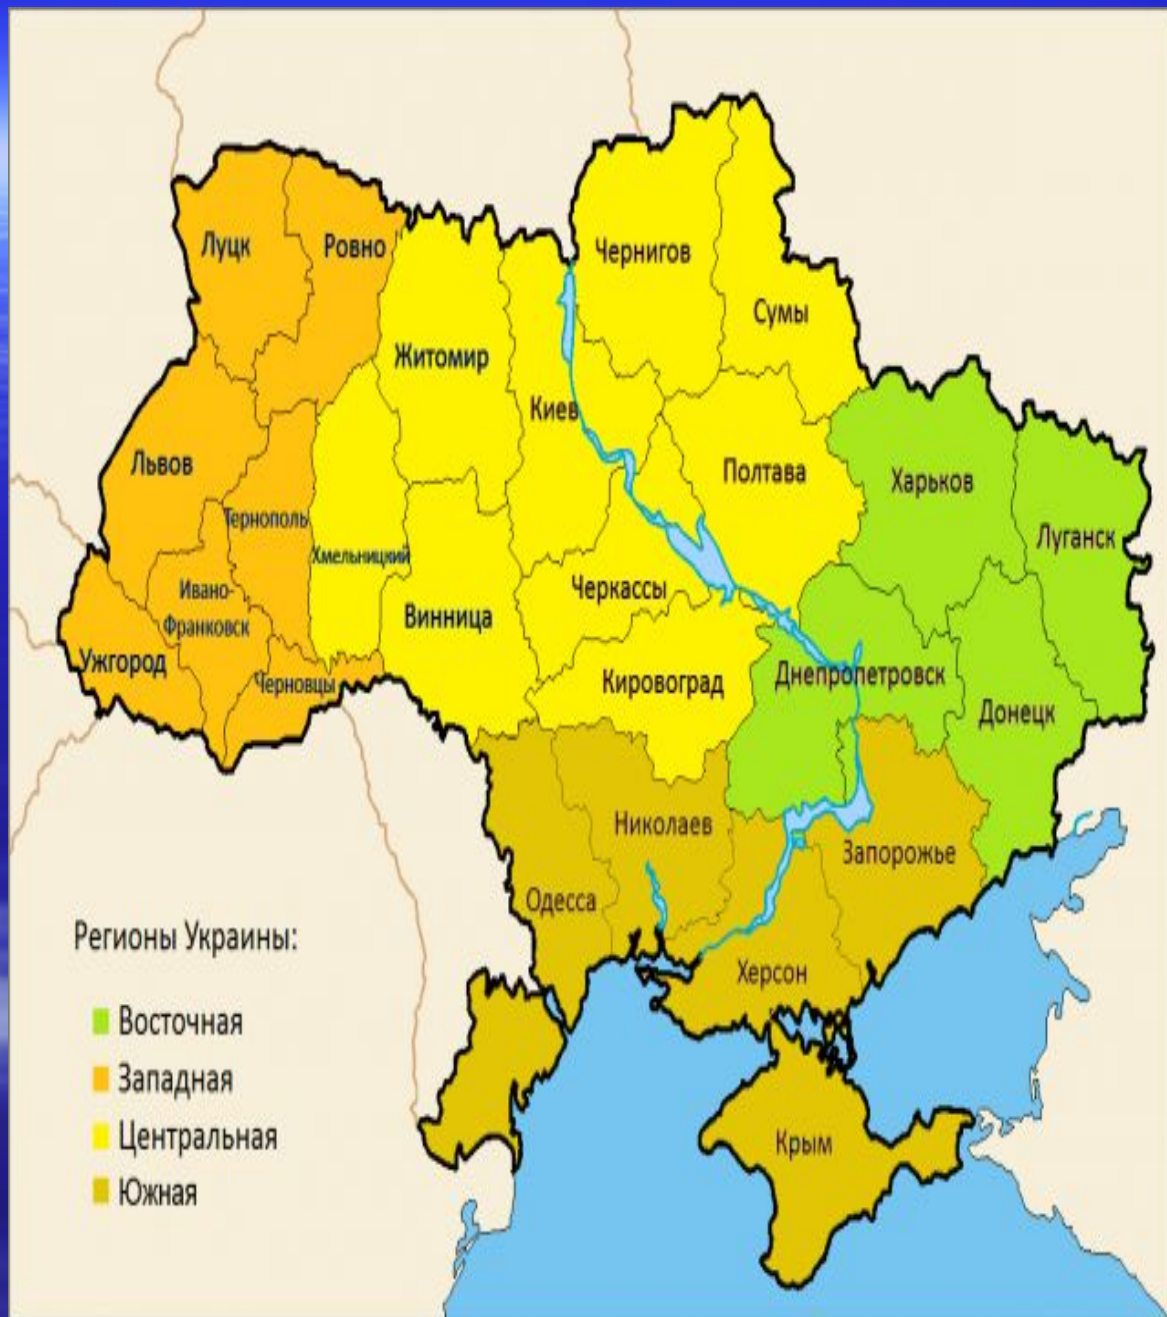 Луцк
Ровно
Чернигов
Сумы
Житомир
Киев
Львов
Полтава
Харьков
Тернополь
Луганск
Хмельницкий
Ивано-
Франковск
Черкассы
Винница
Ужгород
Черновцы
Кировоград
Днепропетровск
Донецк
Николаев
Запорожье
Одесса
Херсон
Крым
Регионы Украины:
Восточная
Западная
Центральная
Южная